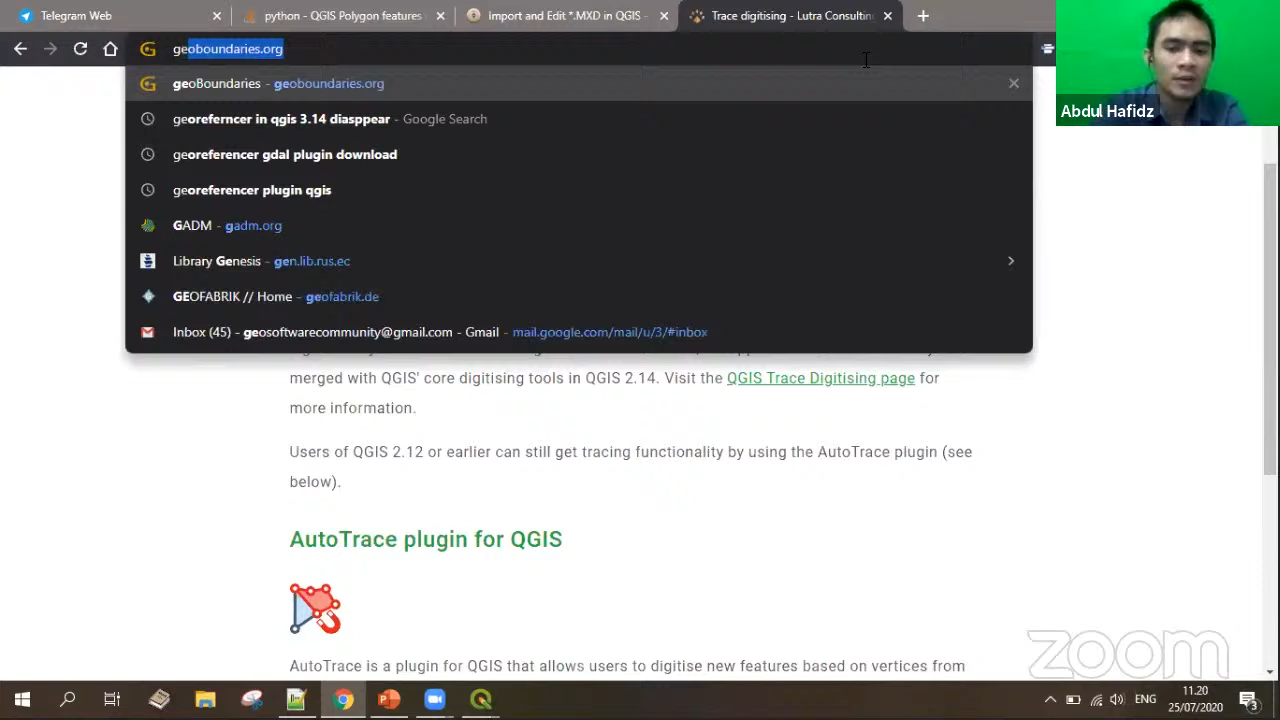 Telegram Web
python - QGIS Polygon features
Import and Edit *.MXD in QGIS -
Trace digitising - Lutra Consultin
geoboundaries.org
geoBoundaries - geoboundaries.org
georeferncer in qgis 3.14 diasppear - Google Search
georeferencer gdal plugin download
georeferencer plugin qgis
GADM - gadm.org
Library Genesis - gen.lib.rus.ec
GEOFABRIK // Home - geofabrik.de
Inbox (45) - geosoftwarecommunity@gmail.com - Gmail - mail.google.com/mail/u/3/#inbox
Abdul Hafidz
merged with QGIS' core digitising tools in QGIS 2.14. Visit the QGIS Trace Digitising page for
more information.
Users of QGIS 2.12 or earlier can still get tracing functionality by using the AutoTrace plugin (see
below).
AutoTrace plugin for QGIS
AutoTrace is a plugin for QGIS that allows users to digitise new features based on vertices from
zoom
ENG
11.20
25/07/2020
3